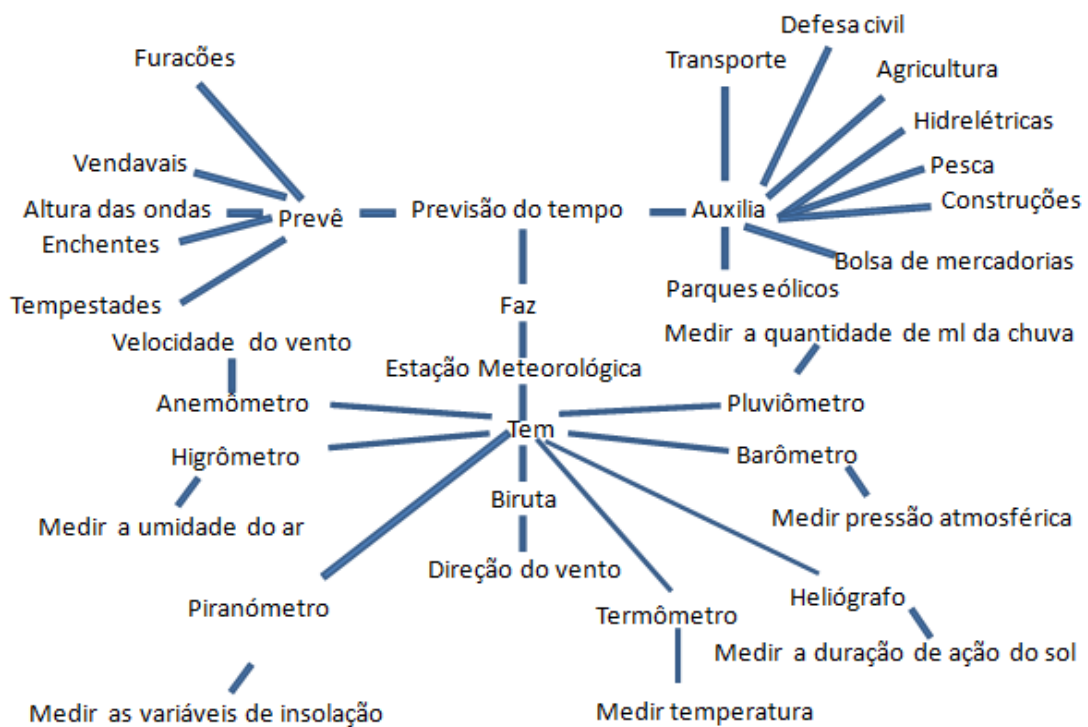 Defesa civil
Furacões
Transporte
Agricultura
Hidrelétricas
Vendavais
Pesca
Altura das ondas
Prevê
Previsão do tempo
Auxilia
Construções
Enchentes
Bolsa de mercadorias
Tempestades
Faz
Parques eólicos
Velocidade do vento
Medir a quantidade de ml da chuva
Estação Meteorológica
Anemômetro
Pluviômetro
Tem
Higrômetro
Barômetro
Biruta
Medir a umidade do ar
Medir pressão atmosférica
Direção do vento
Piranómetro
Termômetro
Heliógrafo
Medir a duração de ação do sol
Medir as variáveis de insolação
Medir temperatura